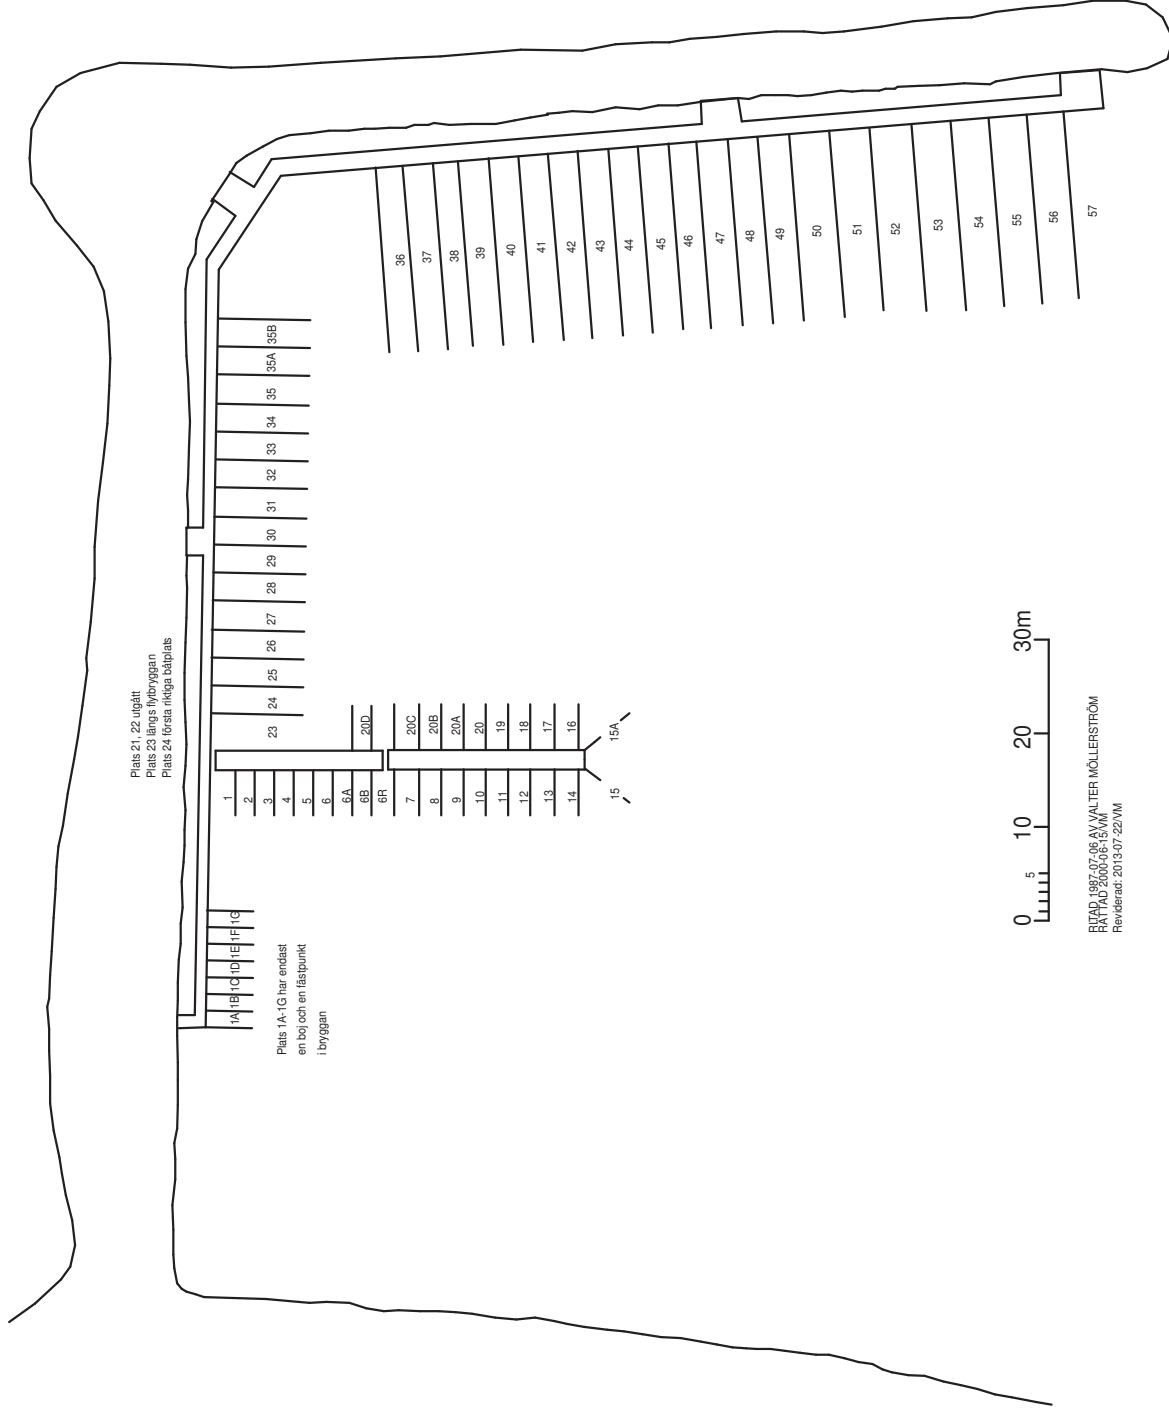 Plats 21, 22 utgått
Plats 23 längs flytbryggan
Plats 24 första riktiga båtplats
36
37
38
39
40
41
42
43
44
45
46
47
48
49
50
51
52
53
54
55
56
57
35B
35A
35
34
33
32
31
30
29
28
27
26
25
24
23
20D
20C
20B
20A
20
19
18
17
16
15A
1
2
3
4
5
6
6A
6B
6R
7
8
9
10
11
12
13
14
15
1A 1B 1C 1D 1E 1F 1G
Plats 1A-1G har endast
en boj och en fästpunkt
i bryggan
0 5 10 20 30m
RITAD 1987-07-06 AV VALTER MÖLLERSTRÖM
RÄTTAD 2000-06-15/VM
Reviderad: 2013-07-22/VM